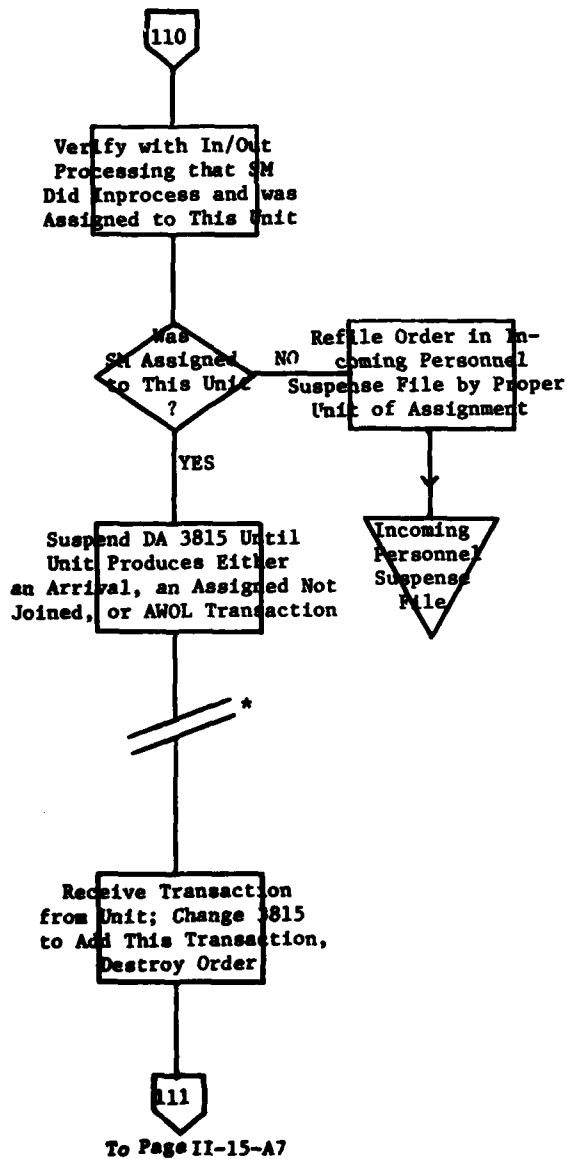 110
Verify with In/Out
Processing that SM
Did Inprocess and was
Assigned to This Unit
Was
SM Assigned
to This Unit
?
NO
Refile Order in In-
coming Personnel
Suspense File by Proper
Unit of Assignment
YES
Incoming
Personnel
Suspense
File
Suspend DA 3815 Until
Unit Produces Either
an Arrival, an Assigned Not
Joined, or AWOL Transaction
*
Receive Transaction
from Unit; Change 3815
to Add This Transaction,
Destroy Order
111
To Page II-15-A7